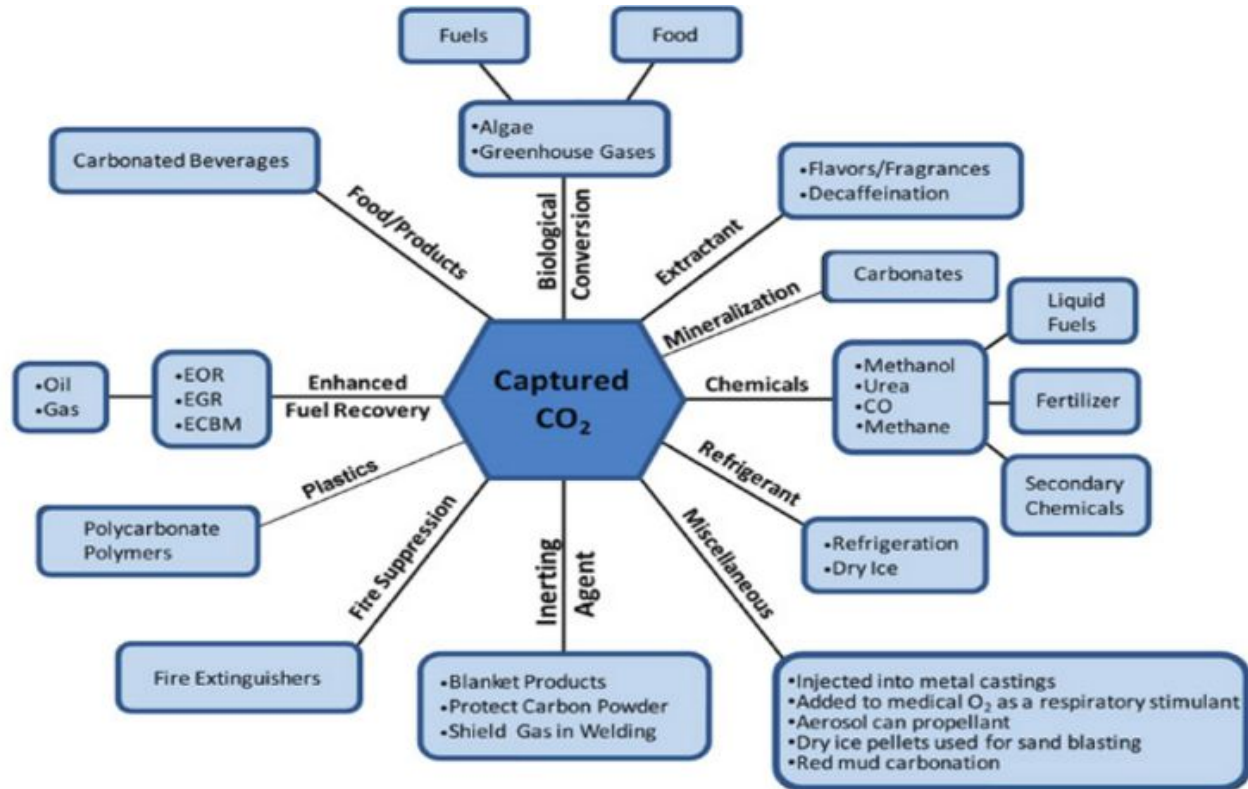 Fuels
Food
•Algae
•Greenhouse Gases
Carbonated Beverages
•Flavors/Fragrances
•Decaffeination
Food/Products
Biological
Conversion
Extractant
Mineralization
Carbonates
Liquid
Fuels
•Oil
•Gas
•EOR
•EGR
•ECBM
Enhanced
Fuel Recovery
Captured
CO₂
Chemicals
•Methanol
•Urea
•CO
•Methane
Fertilizer
Secondary
Chemicals
Plastics
Polycarbonate
Polymers
Refrigerant
•Refrigeration
•Dry Ice
Fire Suppression
Inerting
Agent
Miscellaneous
Fire Extinguishers
•Blanket Products
•Protect Carbon Powder
•Shield Gas in Welding
•Injected into metal castings
•Added to medical O₂ as a respiratory stimulant
•Aerosol can propellant
•Dry ice pellets used for sand blasting
•Red mud carbonation